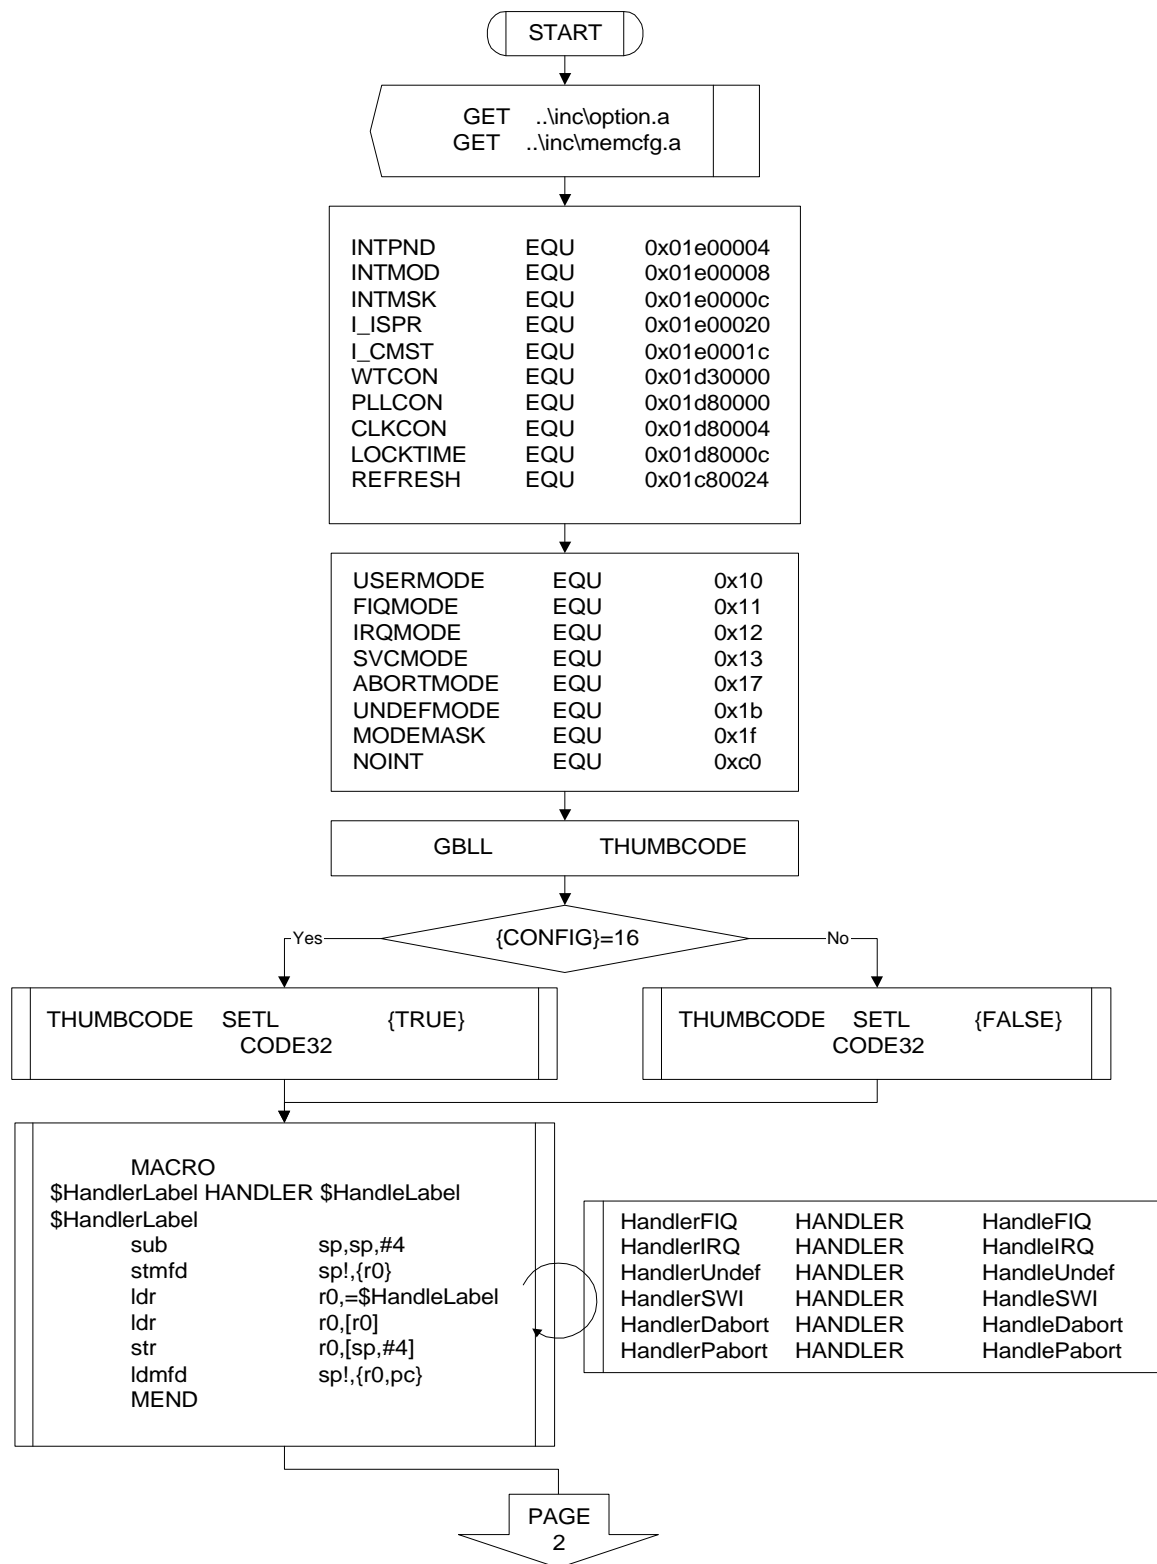 START
GET ..\inc\option.a
GET ..\inc\memcfg.a
INTPND EQU 0x01e00004
INTMOD EQU 0x01e00008
INTMSK EQU 0x01e0000c
I_ISPR EQU 0x01e00020
I_CMST EQU 0x01e0001c
WTCON EQU 0x01d30000
PLLCON EQU 0x01d80000
CLKCON EQU 0x01d80004
LOCKTIME EQU 0x01d8000c
REFRESH EQU 0x01c80024
USERMODE EQU 0x10
FIQMODE EQU 0x11
IRQMODE EQU 0x12
SVCMODE EQU 0x13
ABORTMODE EQU 0x17
UNDEFMODE EQU 0x1b
MODEMASK EQU 0x1f
NOINT EQU 0xc0
GBLL THUMBCODE
{CONFIG}=16
Yes
No
THUMBCODE SETL {TRUE}
CODE32
THUMBCODE SETL {FALSE}
CODE32
MACRO
$HandlerLabel HANDLER $HandleLabel
$HandlerLabel
sub sp,sp,#4
stmfd sp!,{r0}
ldr r0,=$HandleLabel
ldr r0,[r0]
str r0,[sp,#4]
ldmfd sp!,{r0,pc}
MEND
HandlerFIQ HANDLER HandleFIQ
HandlerIRQ HANDLER HandleIRQ
HandlerUndef HANDLER HandleUndef
HandlerSWI HANDLER HandleSWI
HandlerDabort HANDLER HandleDabort
HandlerPabort HANDLER HandlePabort
PAGE
2